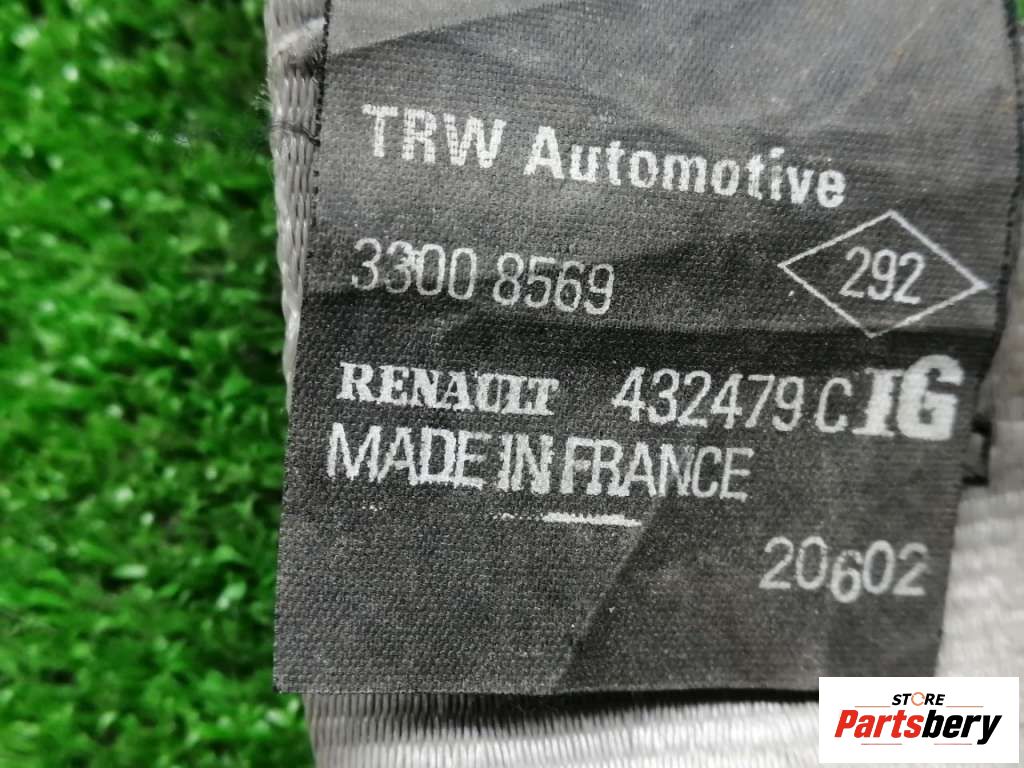 TRW Automotive
3300 8569
292
RENAULT 432479 C IG
MADE IN FRANCE
20602
STORE
Partsbery